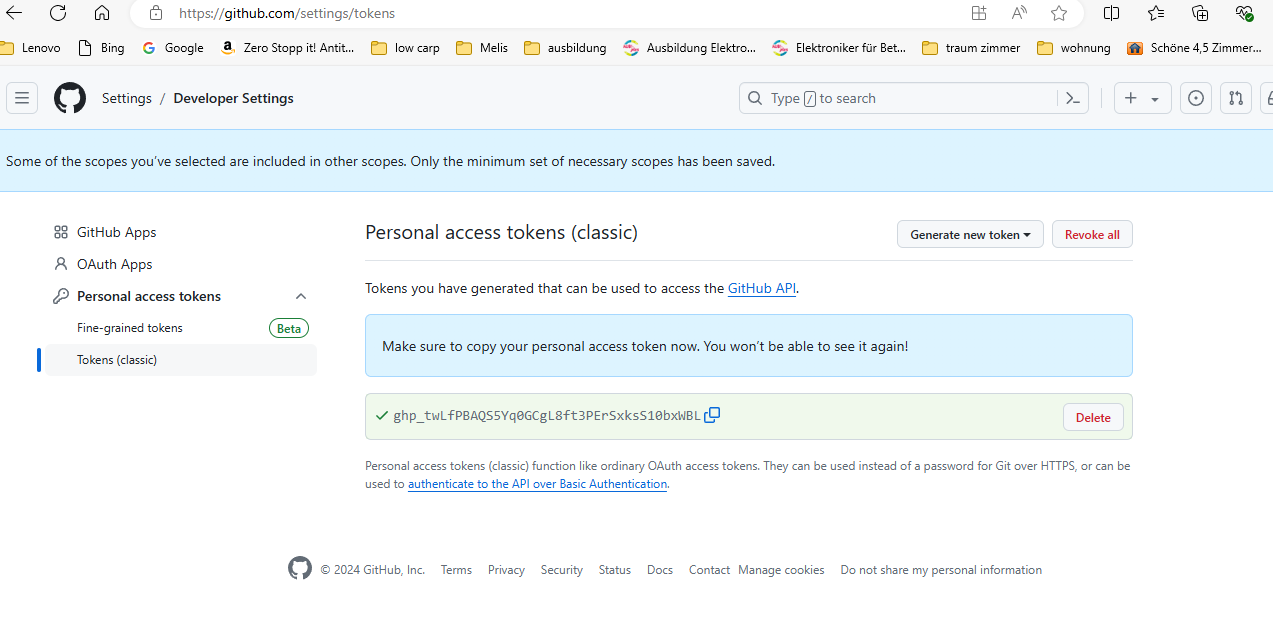 https://github.com/settings/tokens
Lenovo Bing Google Zero Stopp it! Antit... low carp Melis ausbildung Ausbildung Elektro... Elektroniker für Bet... traum zimmer wohnung Schöne 4,5 Zimmer...
Settings / Developer Settings
Type / to search
Some of the scopes you've selected are included in other scopes. Only the minimum set of necessary scopes has been saved.
GitHub Apps
OAuth Apps
Personal access tokens
Fine-grained tokens Beta
Tokens (classic)
Personal access tokens (classic)
Generate new token
Revoke all
Tokens you have generated that can be used to access the GitHub API.
Make sure to copy your personal access token now. You won't be able to see it again!
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
Delete
Personal access tokens (classic) function like ordinary OAuth access tokens. They can be used instead of a password for Git over HTTPS, or can be
used to authenticate to the API over Basic Authentication.
© 2024 GitHub, Inc. Terms Privacy Security Status Docs Contact Manage cookies Do not share my personal information